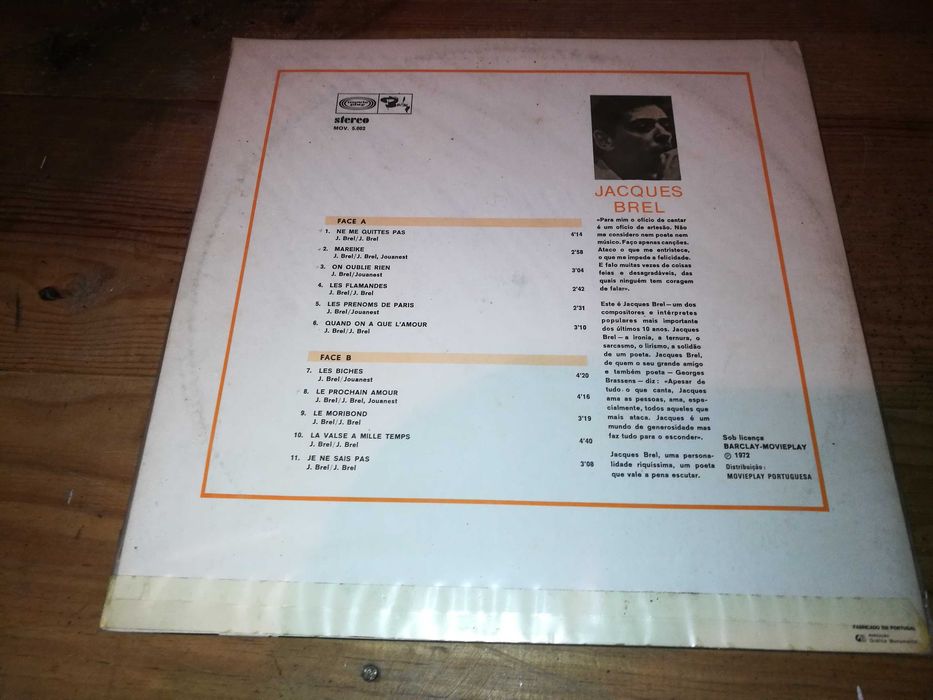 stereo
MOV. 5.002
JACQUES
BREL
«Para mim o ofício de cantar
é um ofício de artesão. Não
me considero nem poeta nem
músico. Faço apenas canções.
Ataco o que me entristece,
o que me impede a felicidade.
E falo muitas vezes de coisas
feias e desagradáveis, das
quais ninguém tem coragem
de falar».
Este é Jacques Brel — um dos
compositores e intérpretes
populares mais importante
dos últimos 10 anos. Jacques
Brel — a ironia, a ternura, o
sarcasmo, o lirismo, a solidão
de um poeta. Jacques Brel,
de quem o seu grande amigo
e também poeta — Georges
Brassens — diz: «Apesar de
tudo o que canta, Jacques
ama as pessoas, ama, espe-
cialmente, todos aqueles que
mais ataca. Jacques é um
mundo de generosidade mas
faz tudo para o esconder».
Jacques Brel, uma persona-
lidade riquíssima, um poeta
que vale a pena escutar.
FACE A
1. NE ME QUITTES PAS 4'14
J. Brel/J. Brel
2. MAREIKE 2'58
J. Brel/J. Brel, Jouanest
3. ON OUBLIE RIEN 3'04
J. Brel/Jouanest
4. LES FLAMANDES 2'42
J. Brel/J. Brel
5. LES PRENOMS DE PARIS 2'31
J. Brel/Jouanest
6. QUAND ON A QUE L'AMOUR 3'10
J. Brel/J. Brel
FACE B
7. LES BICHES 4'20
J. Brel/Jouanest
8. LE PROCHAIN AMOUR 4'16
J. Brel/J. Brel, Jouanest
9. LE MORIBOND 3'19
J. Brel/J. Brel
10. LA VALSE A MILLE TEMPS 4'40
J. Brel/J. Brel
11. JE NE SAIS PAS 3'08
J. Brel/J. Brel
Sob licença
BARCLAY-MOVIEPLAY
℗ 1972
Distribuição:
MOVIEPLAY PORTUGUESA
FABRICADO EM PORTUGAL